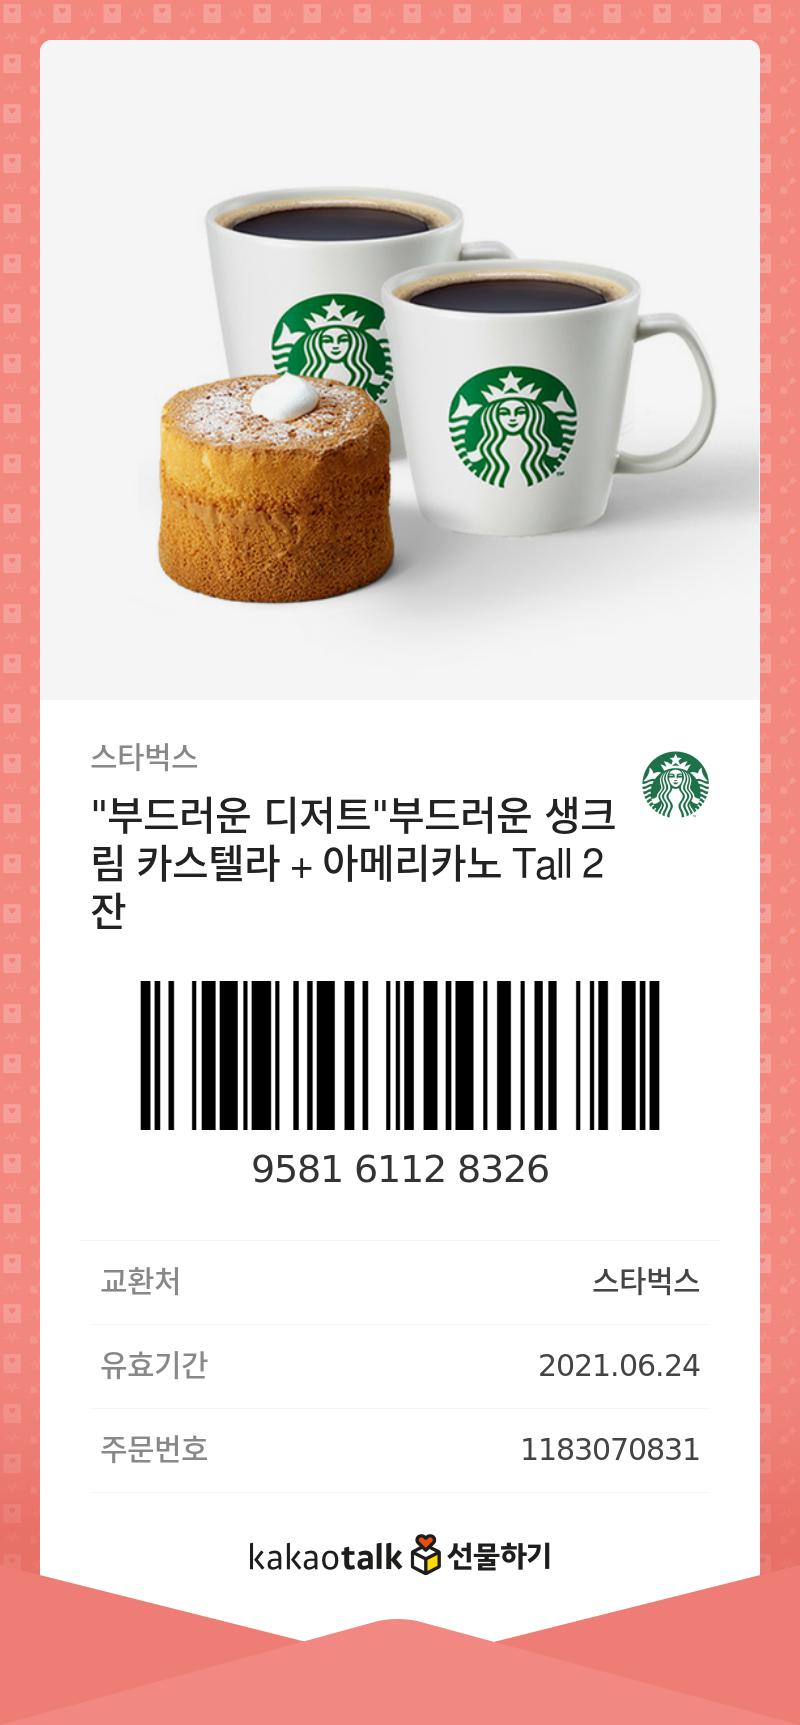 스타벅스
"부드러운 디저트"부드러운 생크
림 카스텔라 + 아메리카노 Tall 2
잔
9581 6112 8326
교환처 스타벅스
유효기간 2021.06.24
주문번호 1183070831
kakaotalk 선물하기